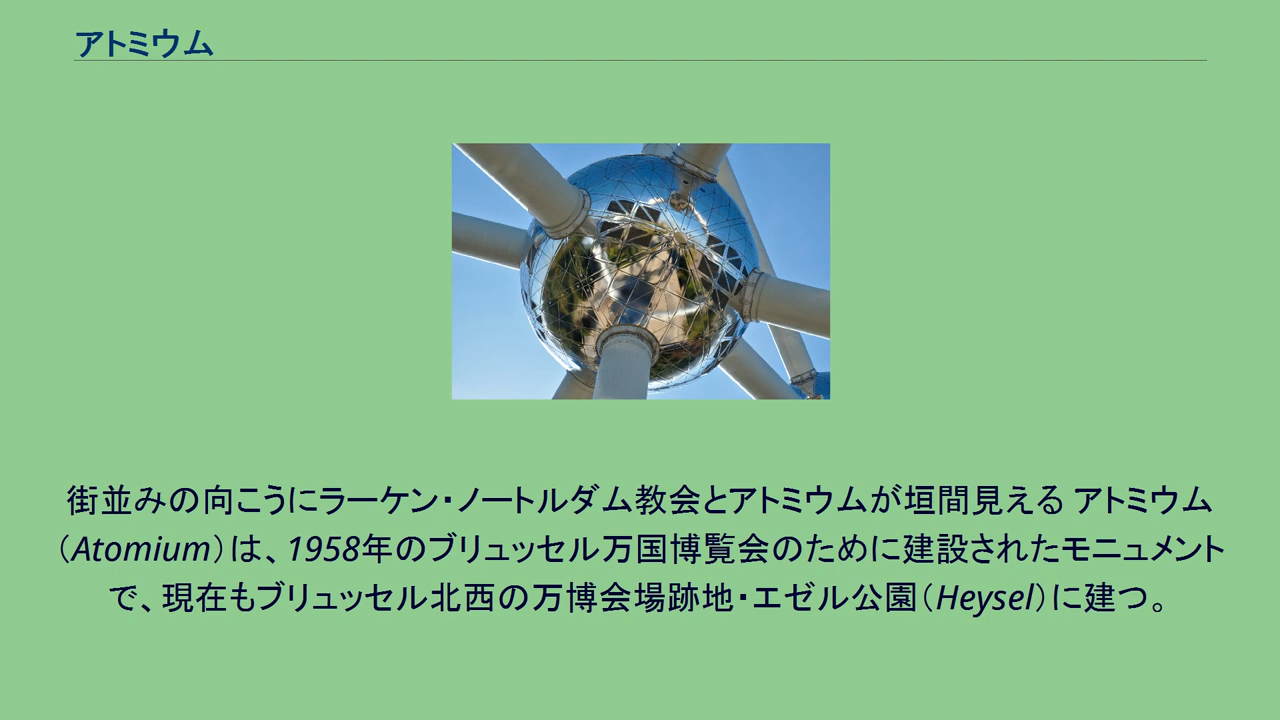 アトミウム
街並みの向こうにラーケン・ノートルダム教会とアトミウムが垣間見える アトミウム
（Atomium）は、1958年のブリュッセル万国博覧会のために建設されたモニュメント
で、現在もブリュッセル北西の万博会場跡地・エゼル公園（Heysel）に建つ。